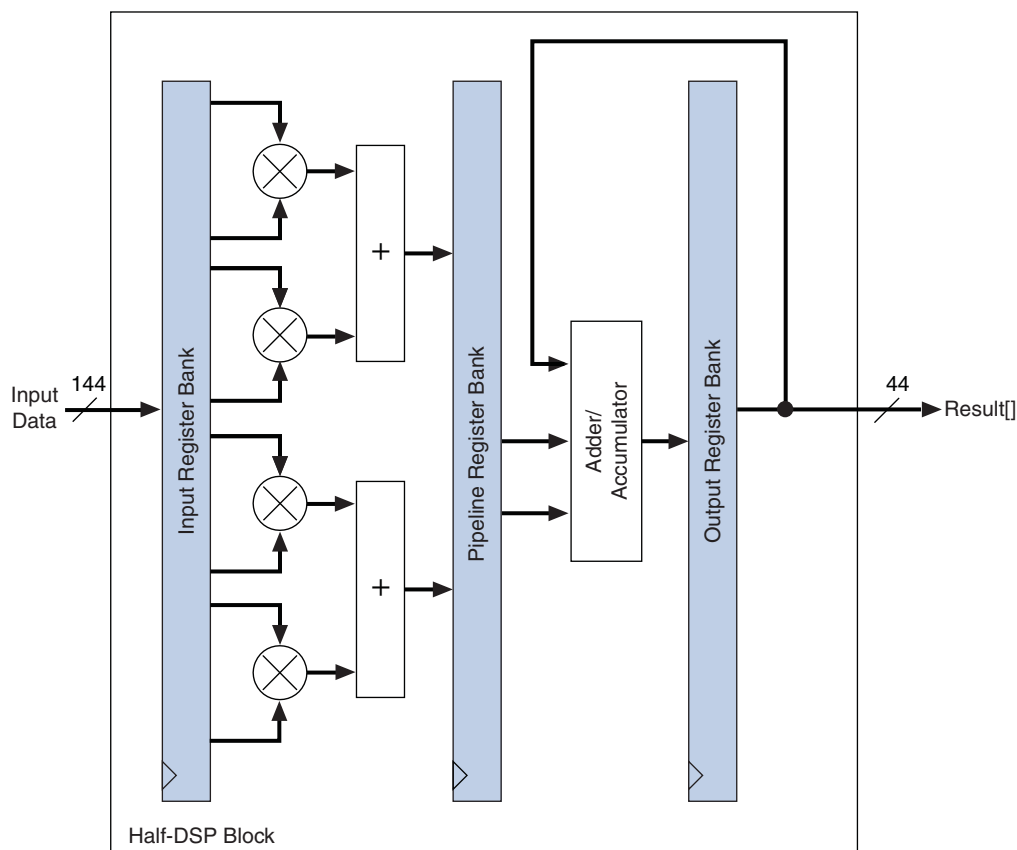 Input
Data
144
Input Register Bank
+
+
Pipeline Register Bank
Adder/
Accumulator
Output Register Bank
44
Result[]
Half-DSP Block